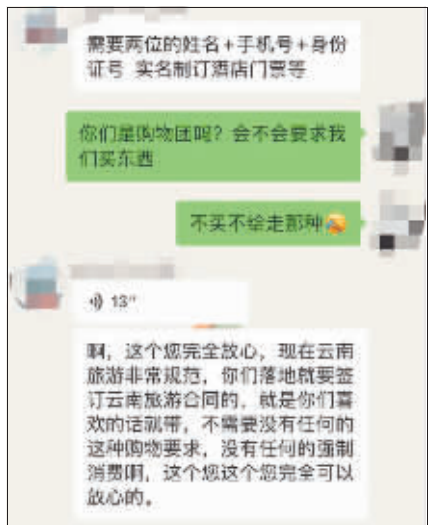 需要两位的姓名+手机号+身份
证号 实名制订酒店门票等
你们是购物团吗？会不会要求我
们买东西
不买不给走那种
13"
啊，这个您完全放心，现在云南
旅游非常规范，你们落地就要签
订云南旅游合同的，就是你们喜
欢的话就带，不需要没有任何的
这种购物要求，没有任何的强制
消费啊，这个您这个您完全可以
放心的。